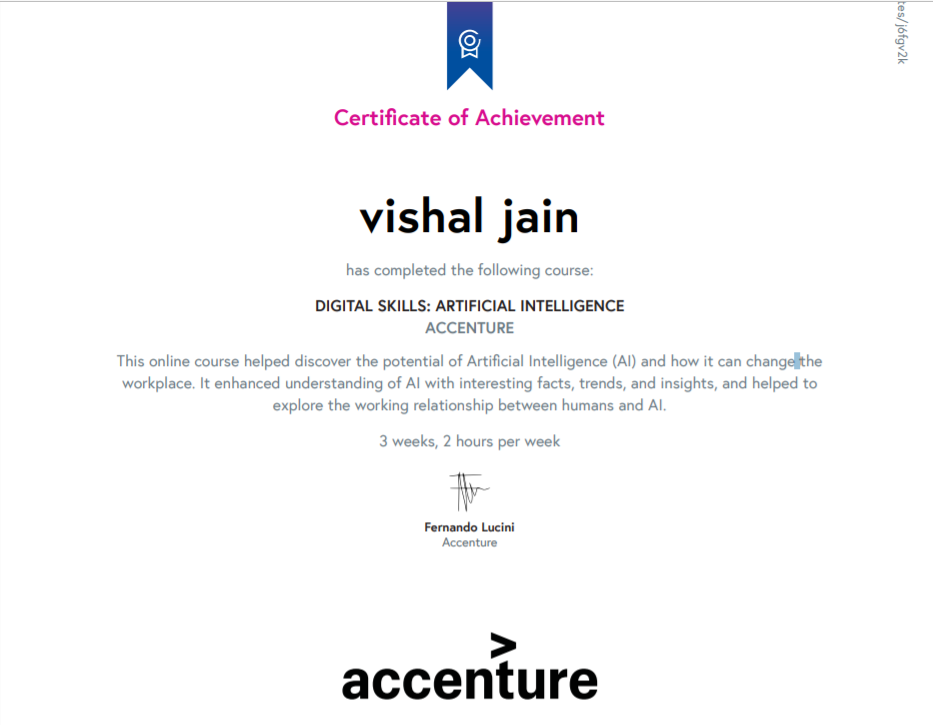 tes/j6fgv2k
Certificate of Achievement
vishal jain
has completed the following course:
DIGITAL SKILLS: ARTIFICIAL INTELLIGENCE
ACCENTURE
This online course helped discover the potential of Artificial Intelligence (AI) and how it can change the
workplace. It enhanced understanding of AI with interesting facts, trends, and insights, and helped to
explore the working relationship between humans and AI.
3 weeks, 2 hours per week
Fernando Lucini
Accenture
accenture